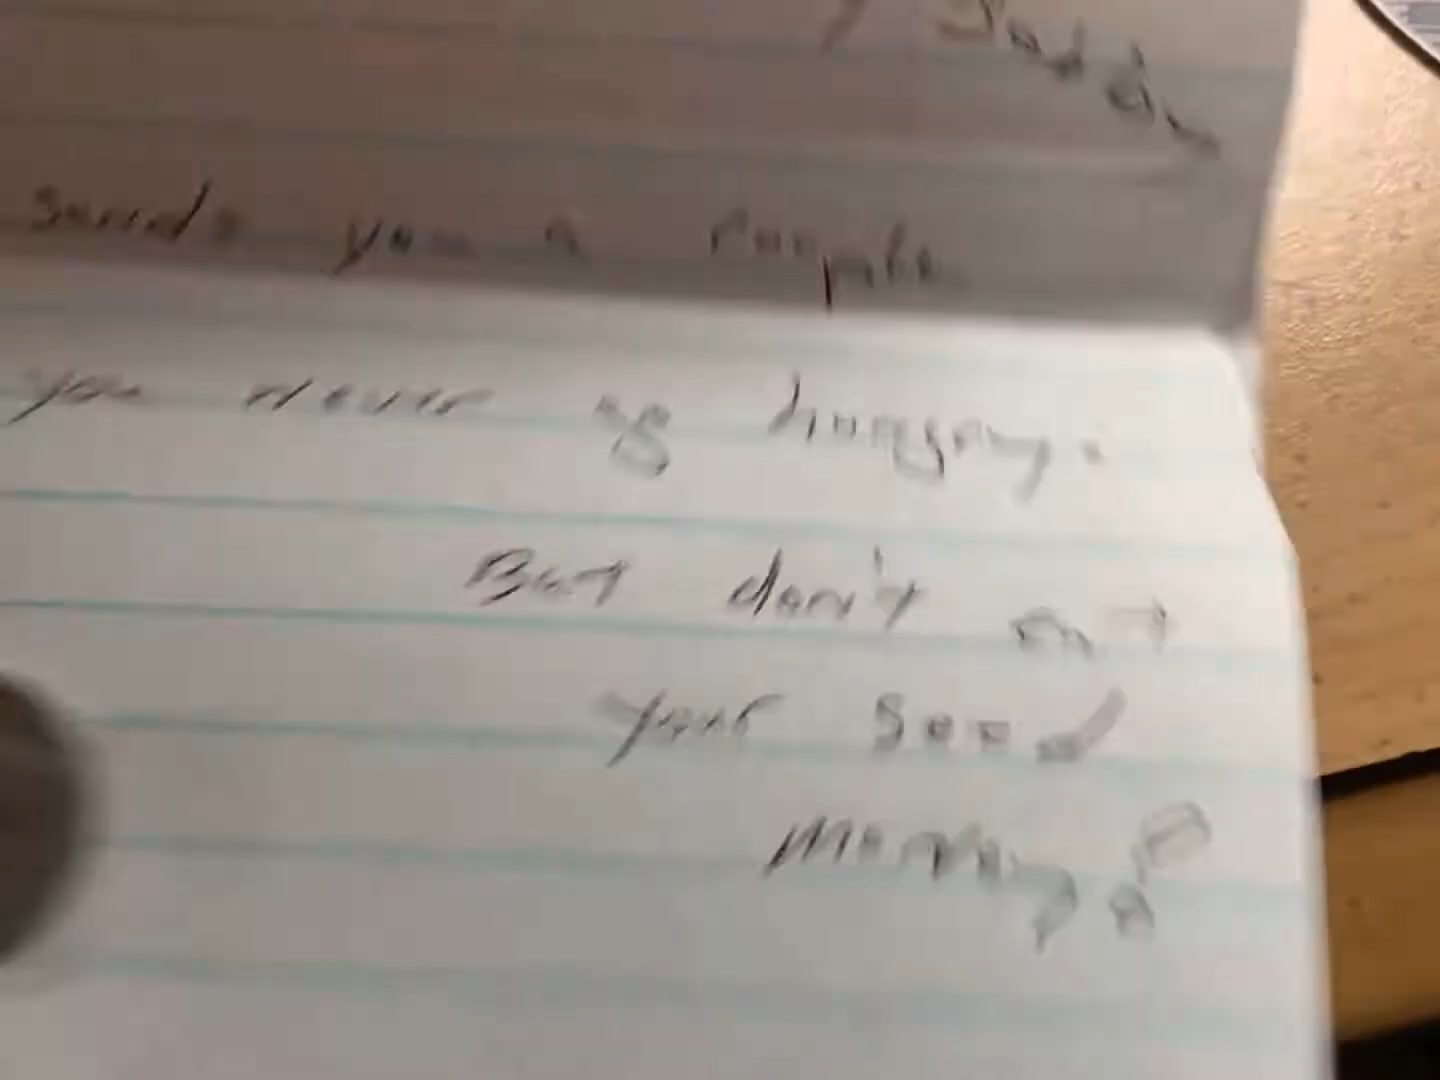 Sends you a couple
you never go hungry.
But don't eat
your seed
money